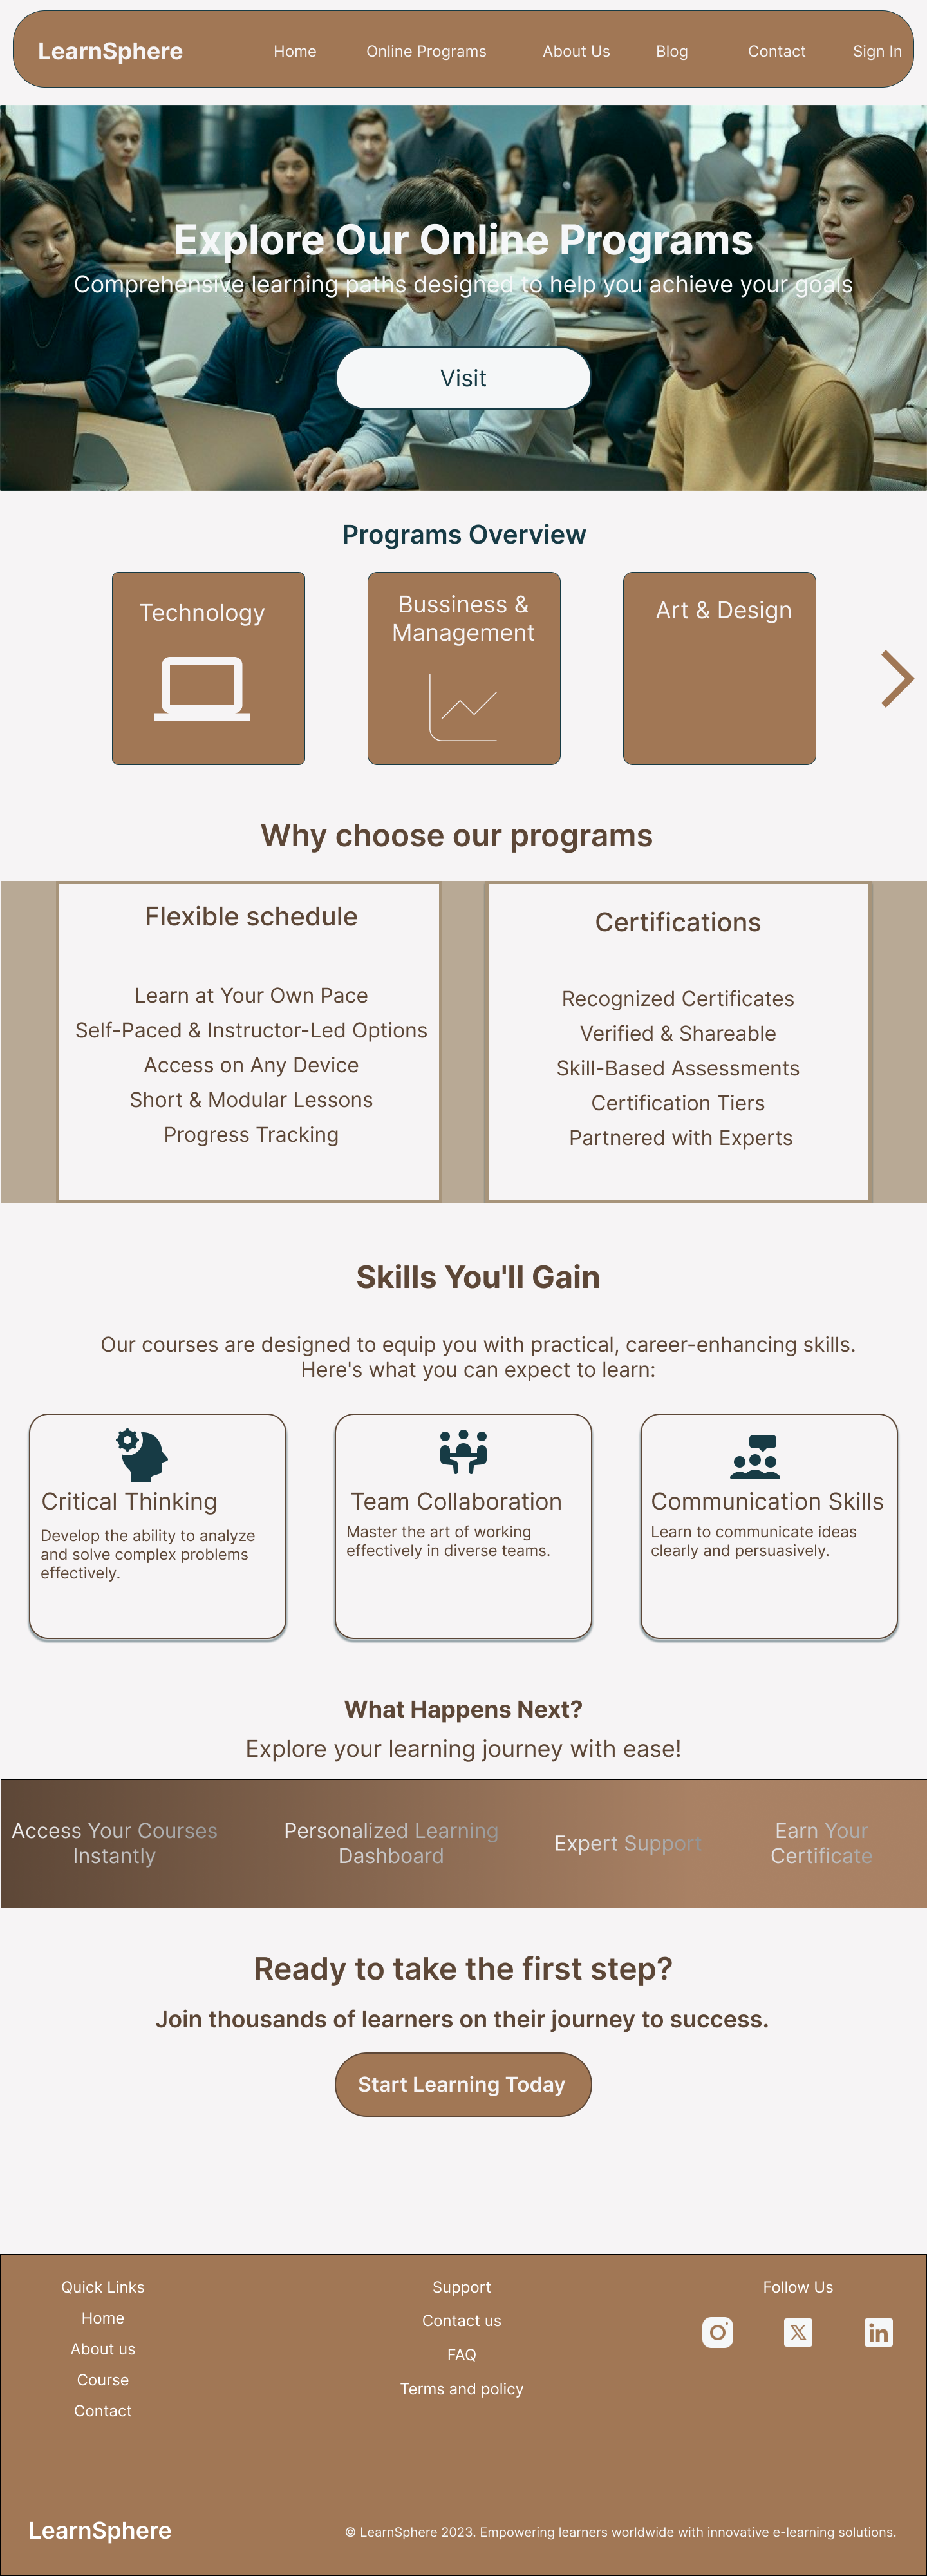 LearnSphere
Home
Online Programs
About Us
Blog
Contact
Sign In
Explore Our Online Programs
Comprehensive learning paths designed to help you achieve your goals
Visit
Programs Overview
Technology
Bussiness &
Management
Art & Design
Why choose our programs
Flexible schedule
Learn at Your Own Pace
Self-Paced & Instructor-Led Options
Access on Any Device
Short & Modular Lessons
Progress Tracking
Certifications
Recognized Certificates
Verified & Shareable
Skill-Based Assessments
Certification Tiers
Partnered with Experts
Skills You'll Gain
Our courses are designed to equip you with practical, career-enhancing skills.
Here's what you can expect to learn:
Critical Thinking
Develop the ability to analyze
and solve complex problems
effectively.
Team Collaboration
Master the art of working
effectively in diverse teams.
Communication Skills
Learn to communicate ideas
clearly and persuasively.
What Happens Next?
Explore your learning journey with ease!
Access Your Courses
Instantly
Personalized Learning
Dashboard
Expert Support
Earn Your
Certificate
Ready to take the first step?
Join thousands of learners on their journey to success.
Start Learning Today
Quick Links
Home
About us
Course
Contact
Support
Contact us
FAQ
Terms and policy
Follow Us
LearnSphere
© LearnSphere 2023. Empowering learners worldwide with innovative e-learning solutions.